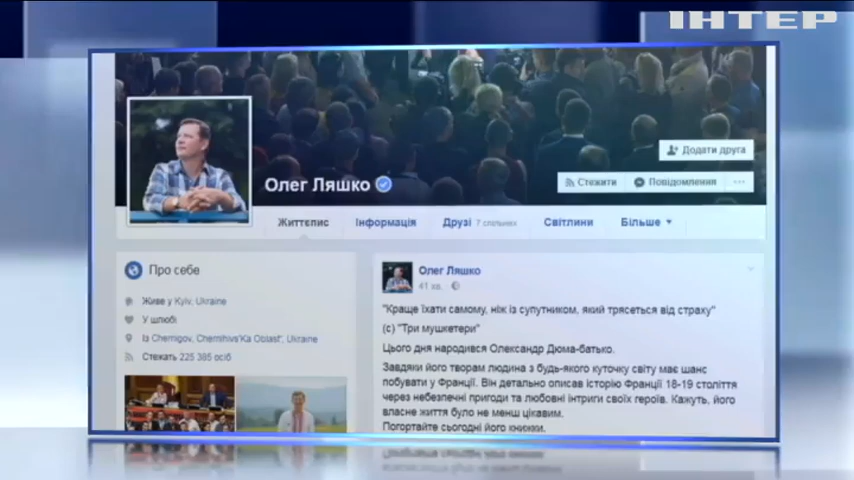 ІНТЕР
Олег Ляшко
Додати друга
Стежити
Повідомлення
Життєпис
Інформація
Друзі 7 спільних
Світлини
Більше
Про себе
Живе у Kyiv, Ukraine
У шлюбі
Із Chernigov, Chernihivs'Ka Oblast', Ukraine
Стежать 225 385 осіб
Олег Ляшко
41 хв.
"Краще їхати самому, ніж із супутником, який трясеться від страху"
(с) "Три мушкетери"
Цього дня народився Олександр Дюма-батько.
Завдяки його творам людина з будь-якого куточку світу має шанс
побувати у Франції. Він детально описав історію Франції 18-19 століття
через небезпечні пригоди та любовні інтриги своїх героїв. Кажуть, його
власне життя було не менш цікавим.
Погортайте сьогодні його книжки.